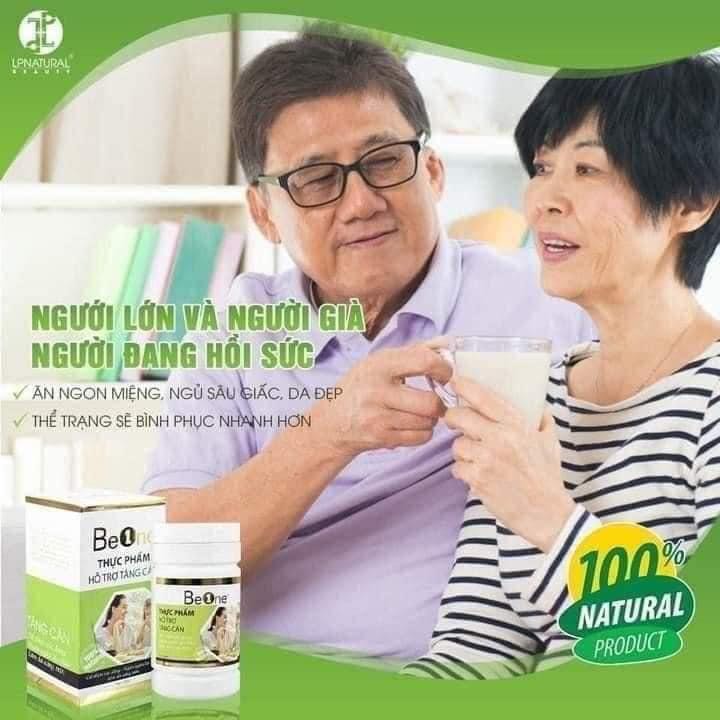 LPNATURAL®
BEAUTY
NGƯỜI LỚN VÀ NGƯỜI GIÀ
NGƯỜI ĐANG HỒI SỨC
ĂN NGON MIỆNG, NGỦ SÂU GIẤC, DA ĐẸP
THỂ TRẠNG SẼ BÌNH PHỤC NHANH HƠN
BeOne
THỰC PHẨM
HỖ TRỢ TĂNG CÂ
TĂNG CÂN
BeOne
THỰC PHẨM
HỖ TRỢ
TĂNG CÂN
100%
NATURAL
PRODUCT